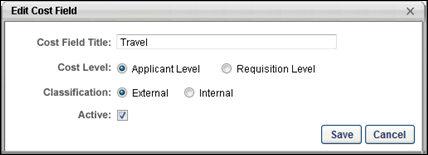 Edit Cost Field
Cost Field Title: Travel
Cost Level: Applicant Level Requisition Level
Classification: External Internal
Active:
Save Cancel